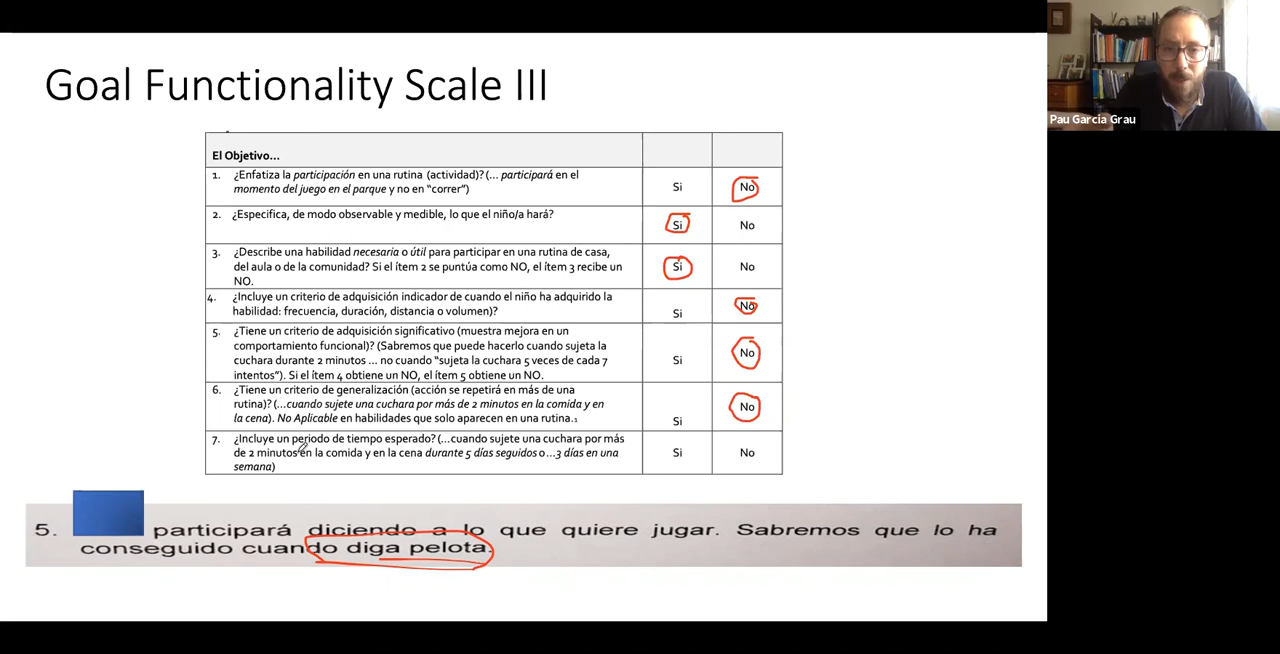 Goal Functionality Scale III
Pau García Grau
El Objetivo...
1. ¿Enfatiza la participación en una rutina (actividad)? (... participará en el
momento del juego en el parque y no en “correr”)
Si No
2. ¿Especifica, de modo observable y medible, lo que el niño/a hará?
Si No
3. ¿Describe una habilidad necesaria o útil para participar en una rutina de casa,
del aula o de la comunidad? Si el ítem 2 se puntúa como NO, el ítem 3 recibe un
NO.
Si No
4. ¿Incluye un criterio de adquisición indicador de cuando el niño ha adquirido la
habilidad: frecuencia, duración, distancia o volumen)?
Si No
5. ¿Tiene un criterio de adquisición significativo (muestra mejora en un
comportamiento funcional)? (Sabremos que puede hacerlo cuando sujeta la
cuchara durante 2 minutos ... no cuando “sujeta la cuchara 5 veces de cada 7
intentos”). Si el ítem 4 obtiene un NO, el ítem 5 obtiene un NO.
Si No
6. ¿Tiene un criterio de generalización (acción se repetirá en más de una
rutina)? (...cuando sujete una cuchara por más de 2 minutos en la comida y en
la cena). No Aplicable en habilidades que solo aparecen en una rutina.1
Si No
7. ¿Incluye un periodo de tiempo esperado? (...cuando sujete una cuchara por más
de 2 minutos en la comida y en la cena durante 5 días seguidos o ...3 días en una
semana)
Si No
5. participará diciendo a lo que quiere jugar. Sabremos que lo ha
conseguido cuando diga pelota.